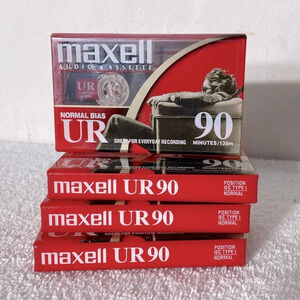 maxell
AUDIO CASSETTE
UR
NORMAL BIAS
UR
90
GREAT FOR EVERYDAY RECORDING
MINUTES/135m
90
maxell UR 90
POSITION
IEC TYPE I
NORMAL
maxell UR 90
POSITION
IEC TYPE I
NORMAL
maxell UR 90
POSITION
IEC TYPE I
NORMAL